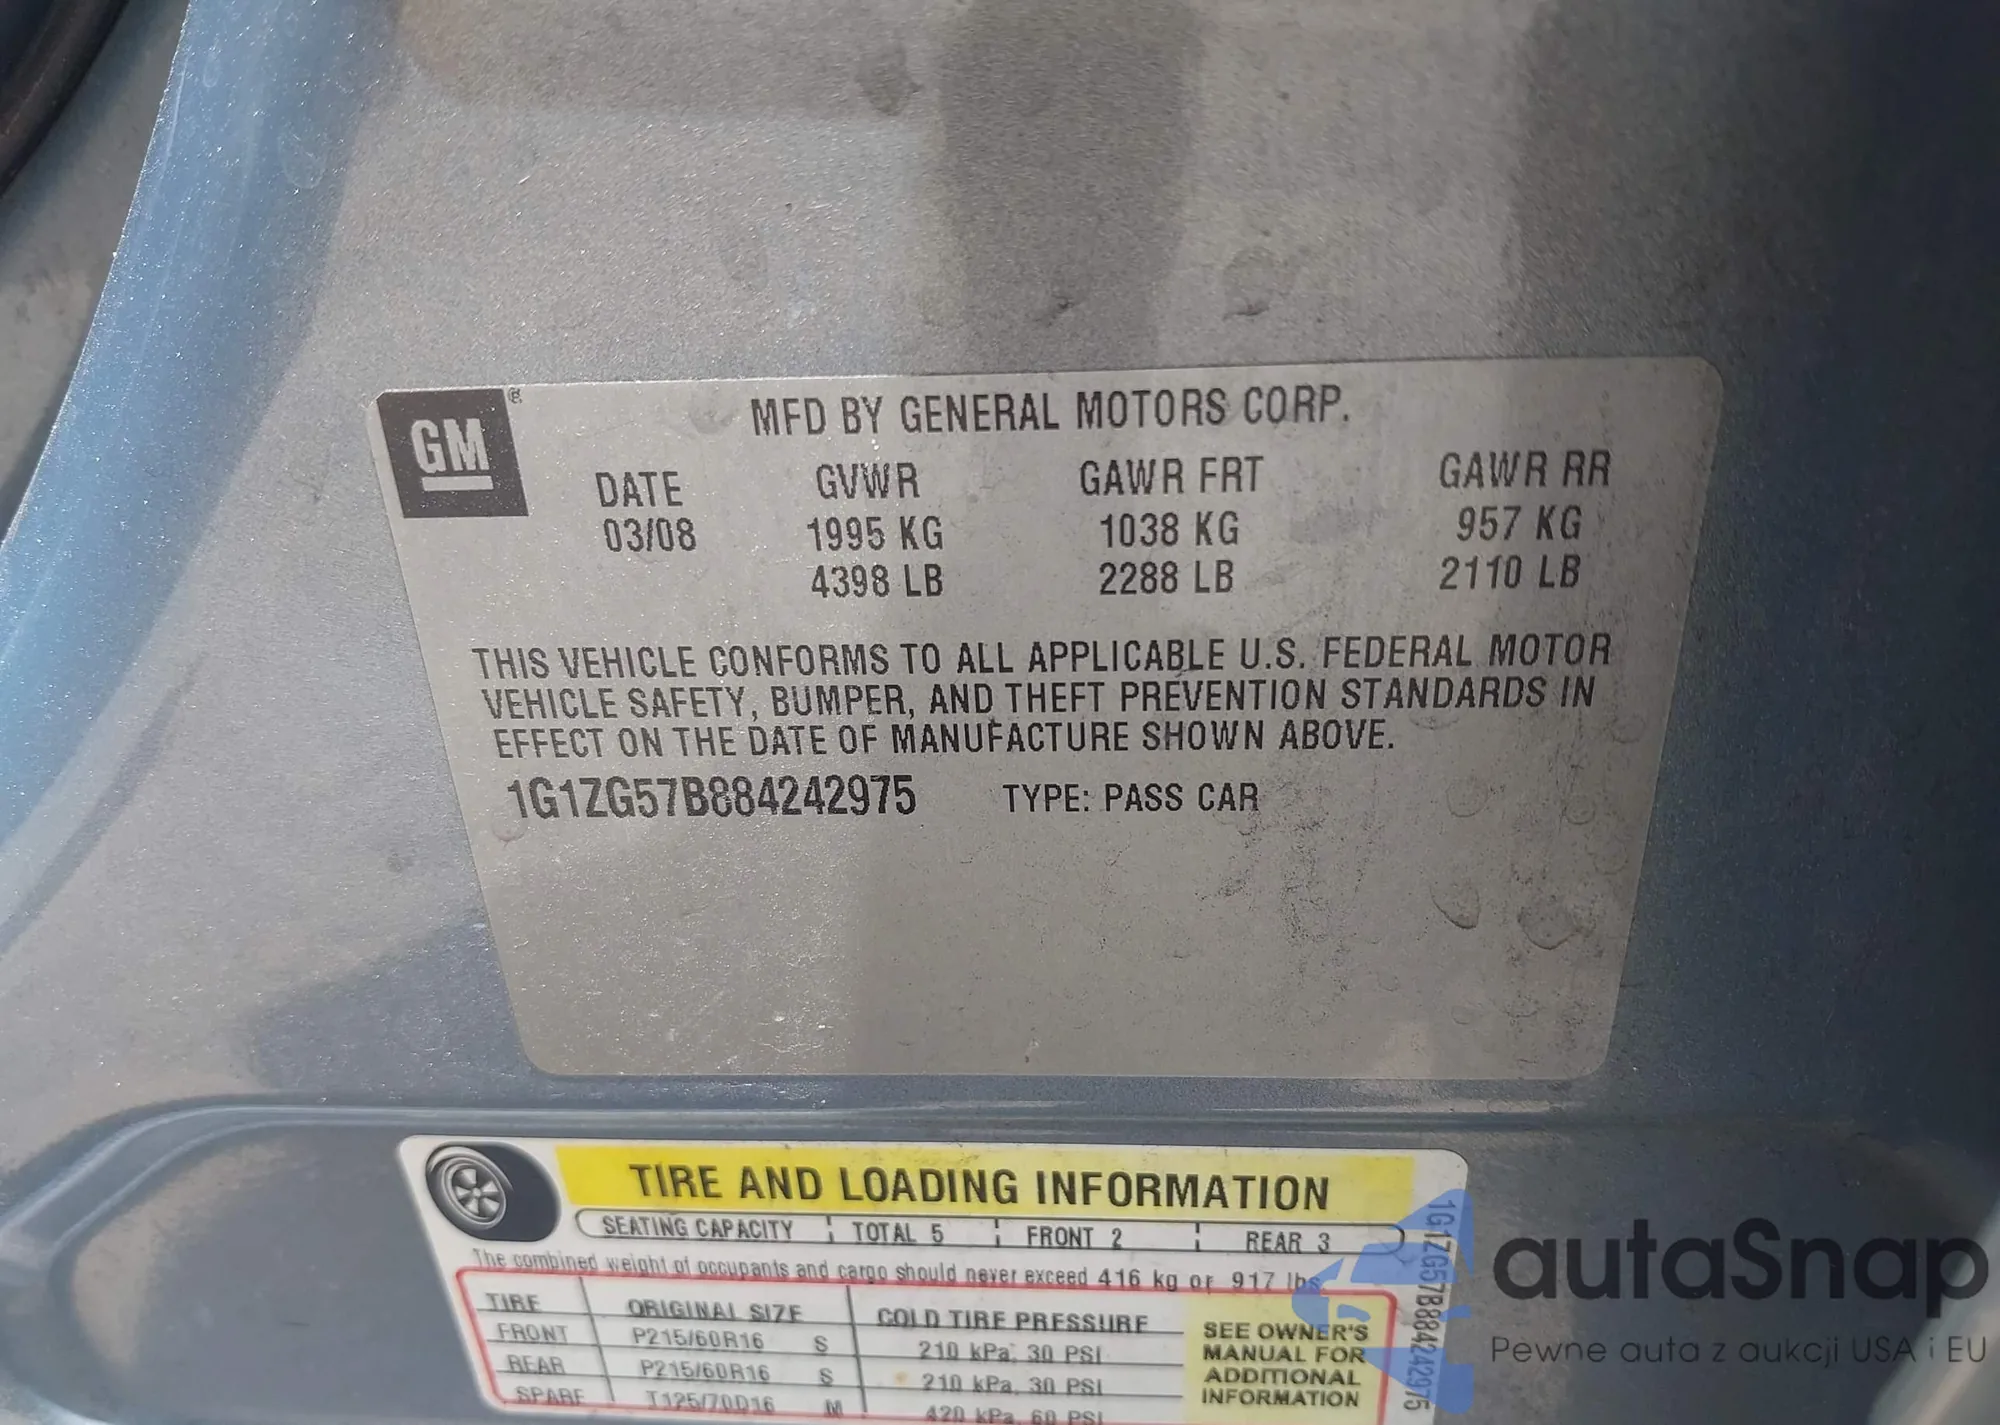 GM ®
MFD BY GENERAL MOTORS CORP.
DATE GVWR GAWR FRT GAWR RR
03/08 1995 KG 1038 KG 957 KG
4398 LB 2288 LB 2110 LB
THIS VEHICLE CONFORMS TO ALL APPLICABLE U.S. FEDERAL MOTOR
VEHICLE SAFETY, BUMPER, AND THEFT PREVENTION STANDARDS IN
EFFECT ON THE DATE OF MANUFACTURE SHOWN ABOVE.
1G1ZG57B884242975 TYPE: PASS CAR
TIRE AND LOADING INFORMATION
SEATING CAPACITY TOTAL 5 FRONT 2 REAR 3
The combined weight of occupants and cargo should never exceed 416 kg or 917 lbs
TIRE ORIGINAL SIZE COLD TIRE PRESSURE
FRONT P215/60R16 S 210 kPa, 30 PSI
REAR P215/60R16 S 210 kPa, 30 PSI
SPARE T125/70D16 M 420 kPa, 60 PSI
SEE OWNER'S
MANUAL FOR
ADDITIONAL
INFORMATION
1G1ZG57B884242975
autaSnap
Pewne auta z aukcji USA i EU